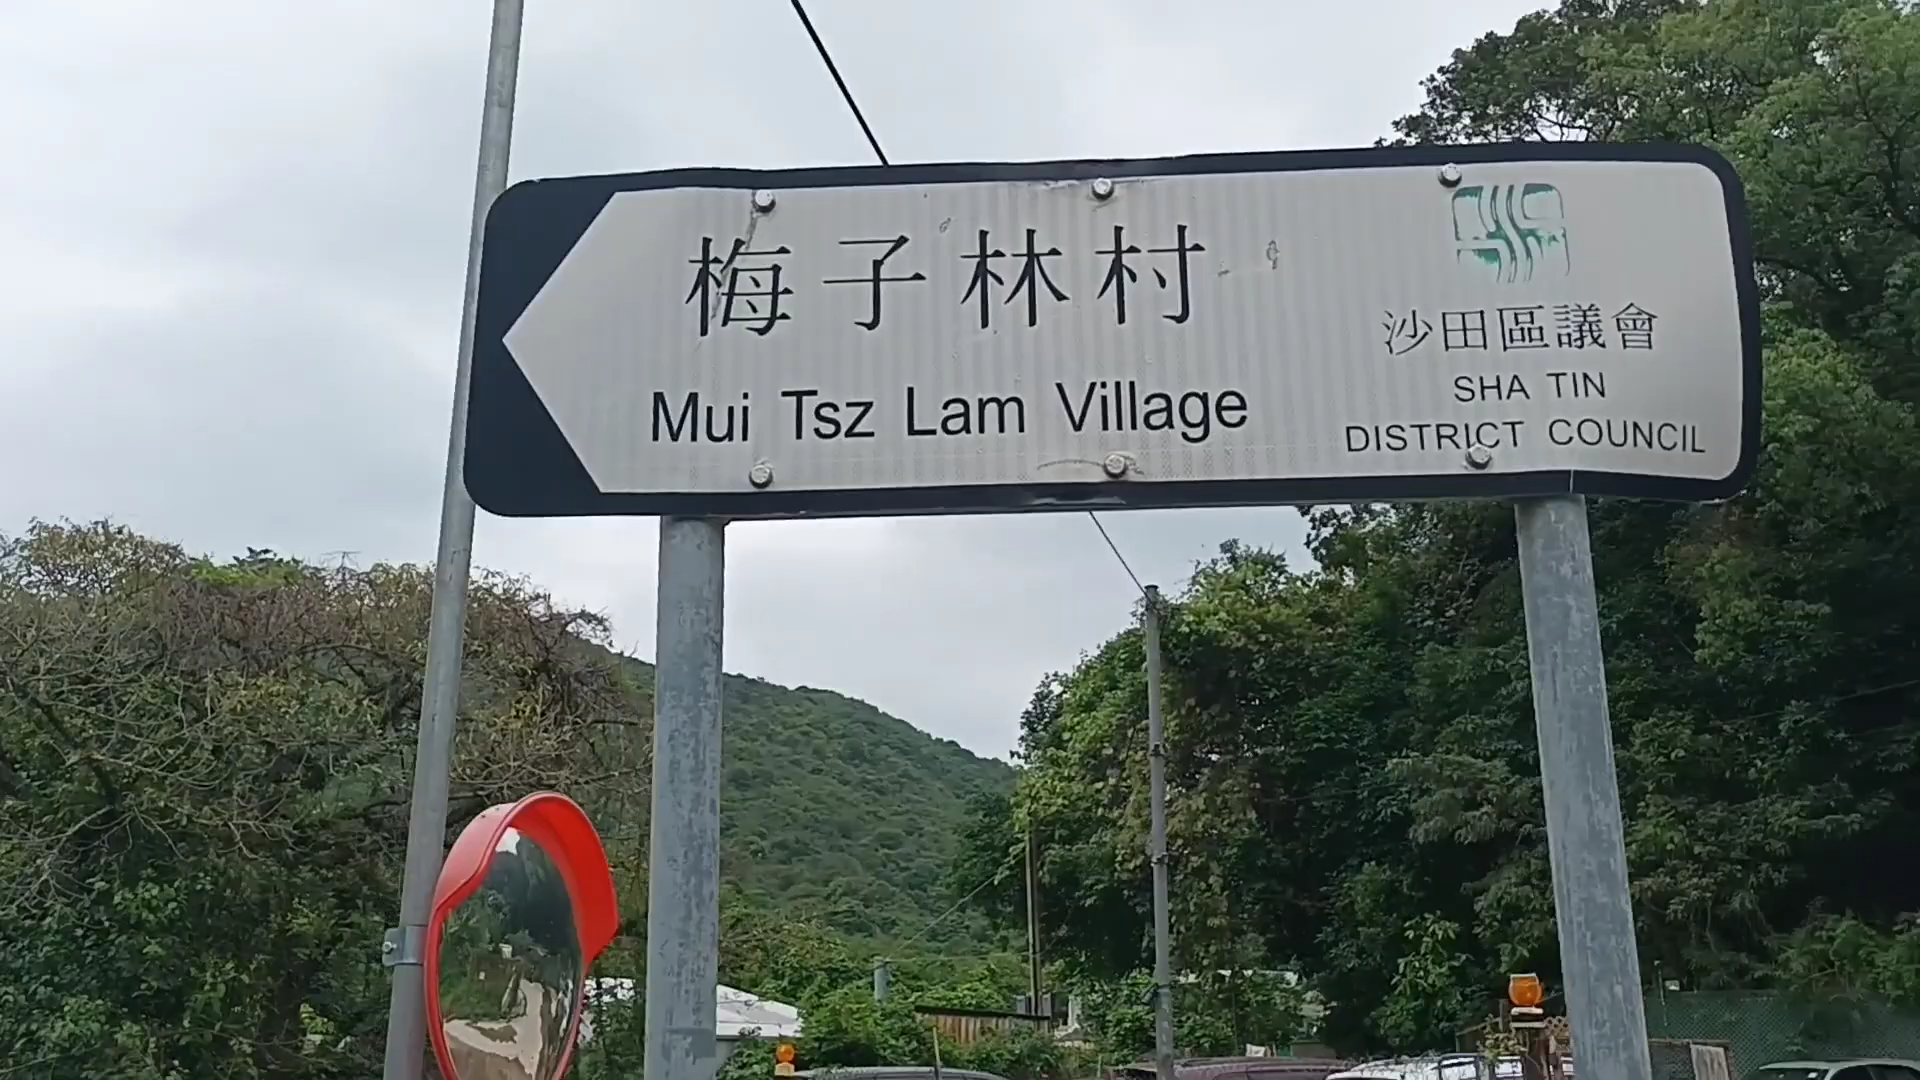 梅子林村
Mui Tsz Lam Village
沙田區議會
SHA TIN
DISTRICT COUNCIL